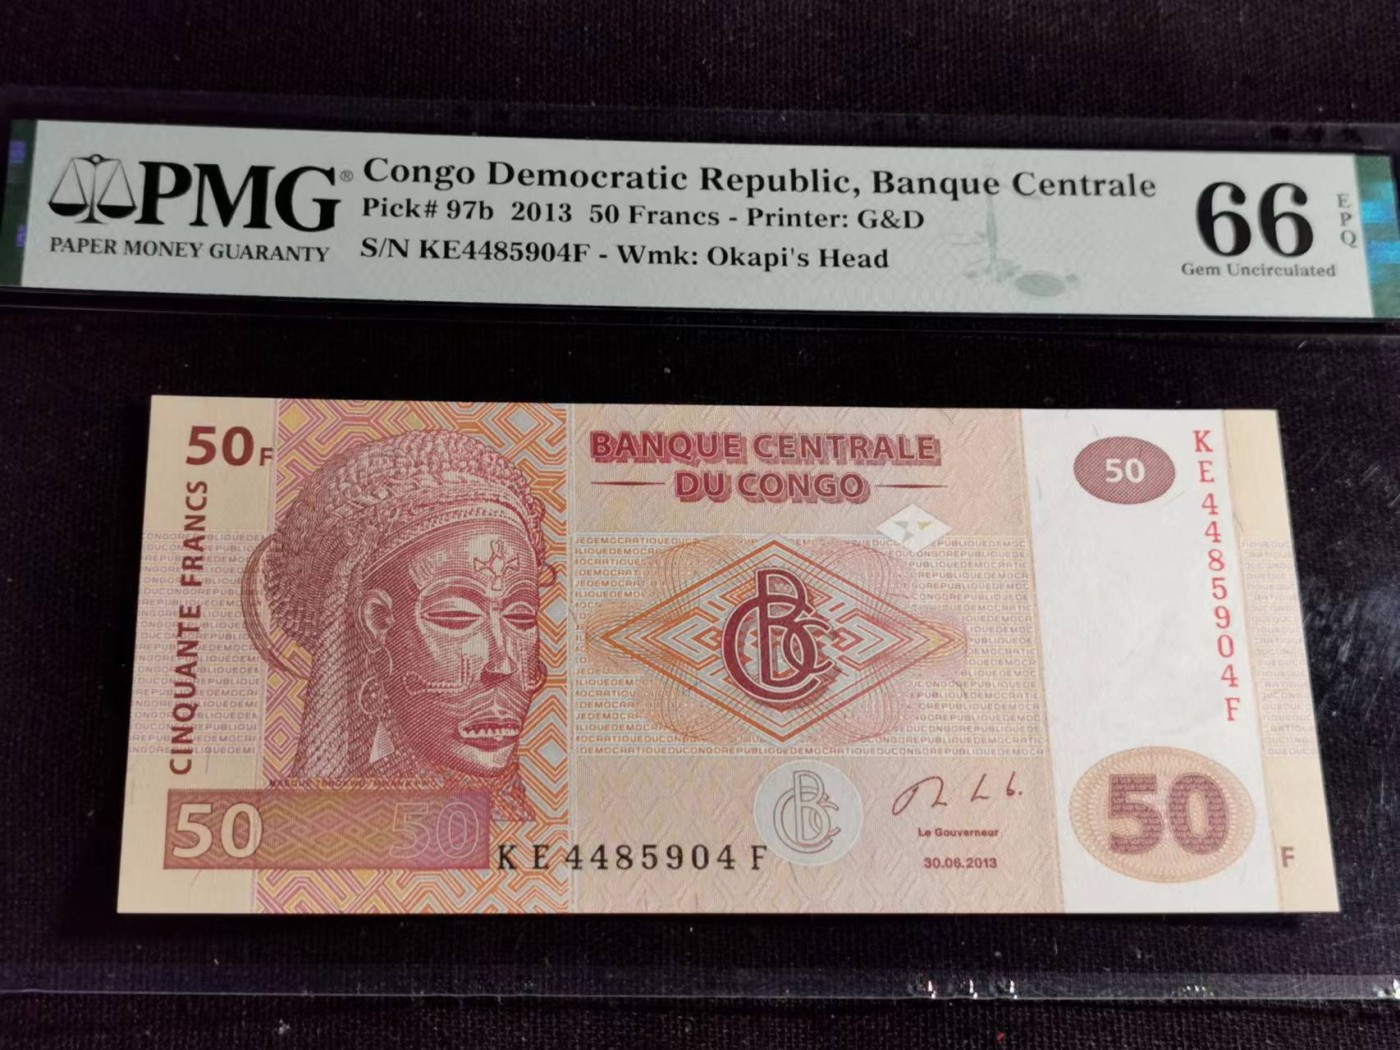 PMG®
PAPER MONEY GUARANTY
Congo Democratic Republic, Banque Centrale
Pick# 97b 2013 50 Francs - Printer: G&D
S/N KE4485904F - Wmk: Okapi's Head
66
EPQ
Gem Uncirculated
50F
CINQUANTE FRANCS
BANQUE CENTRALE
DU CONGO
50
KE4485904F
BCC
50 50
KE4485904F
BCC
Le Gouverneur
30.06.2013
50
F